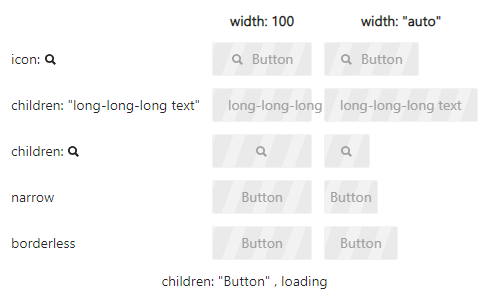 width: 100 width: "auto"
icon: Button Button
children: "long-long-long text" long-long-long long-long-long text
children:
narrow Button Button
borderless Button Button
children: "Button" , loading